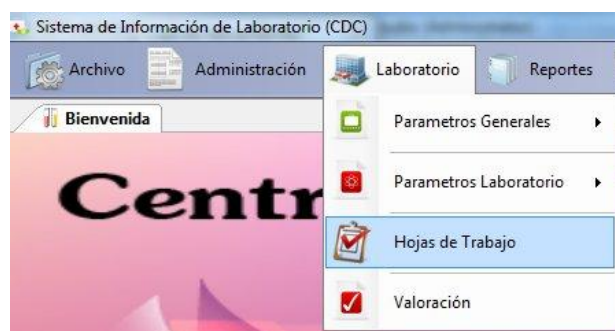 Sistema de Información de Laboratorio (CDC)
Archivo Administración Laboratorio Reportes
Bienvenida
Parametros Generales
Centr
Parametros Laboratorio
Hojas de Trabajo
Valoración